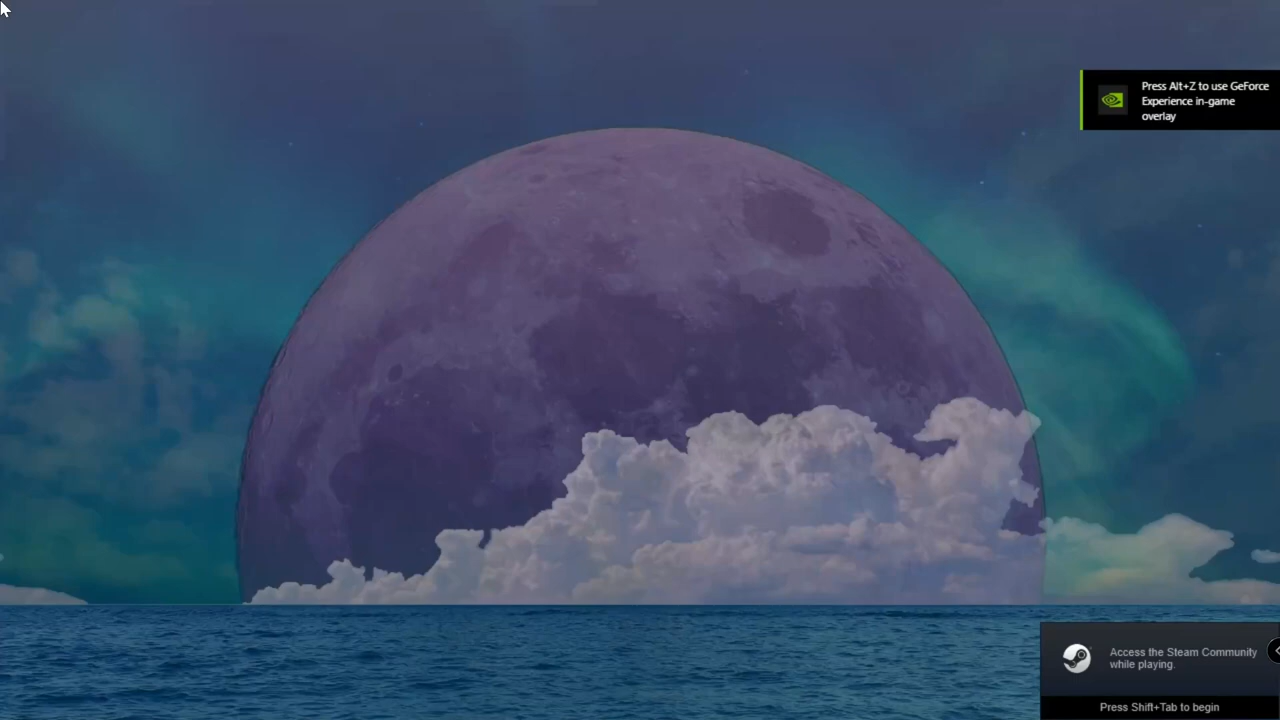 Press Alt+Z to use GeForce
Experience in-game
overlay
Access the Steam Community
while playing.
Press Shift+Tab to begin